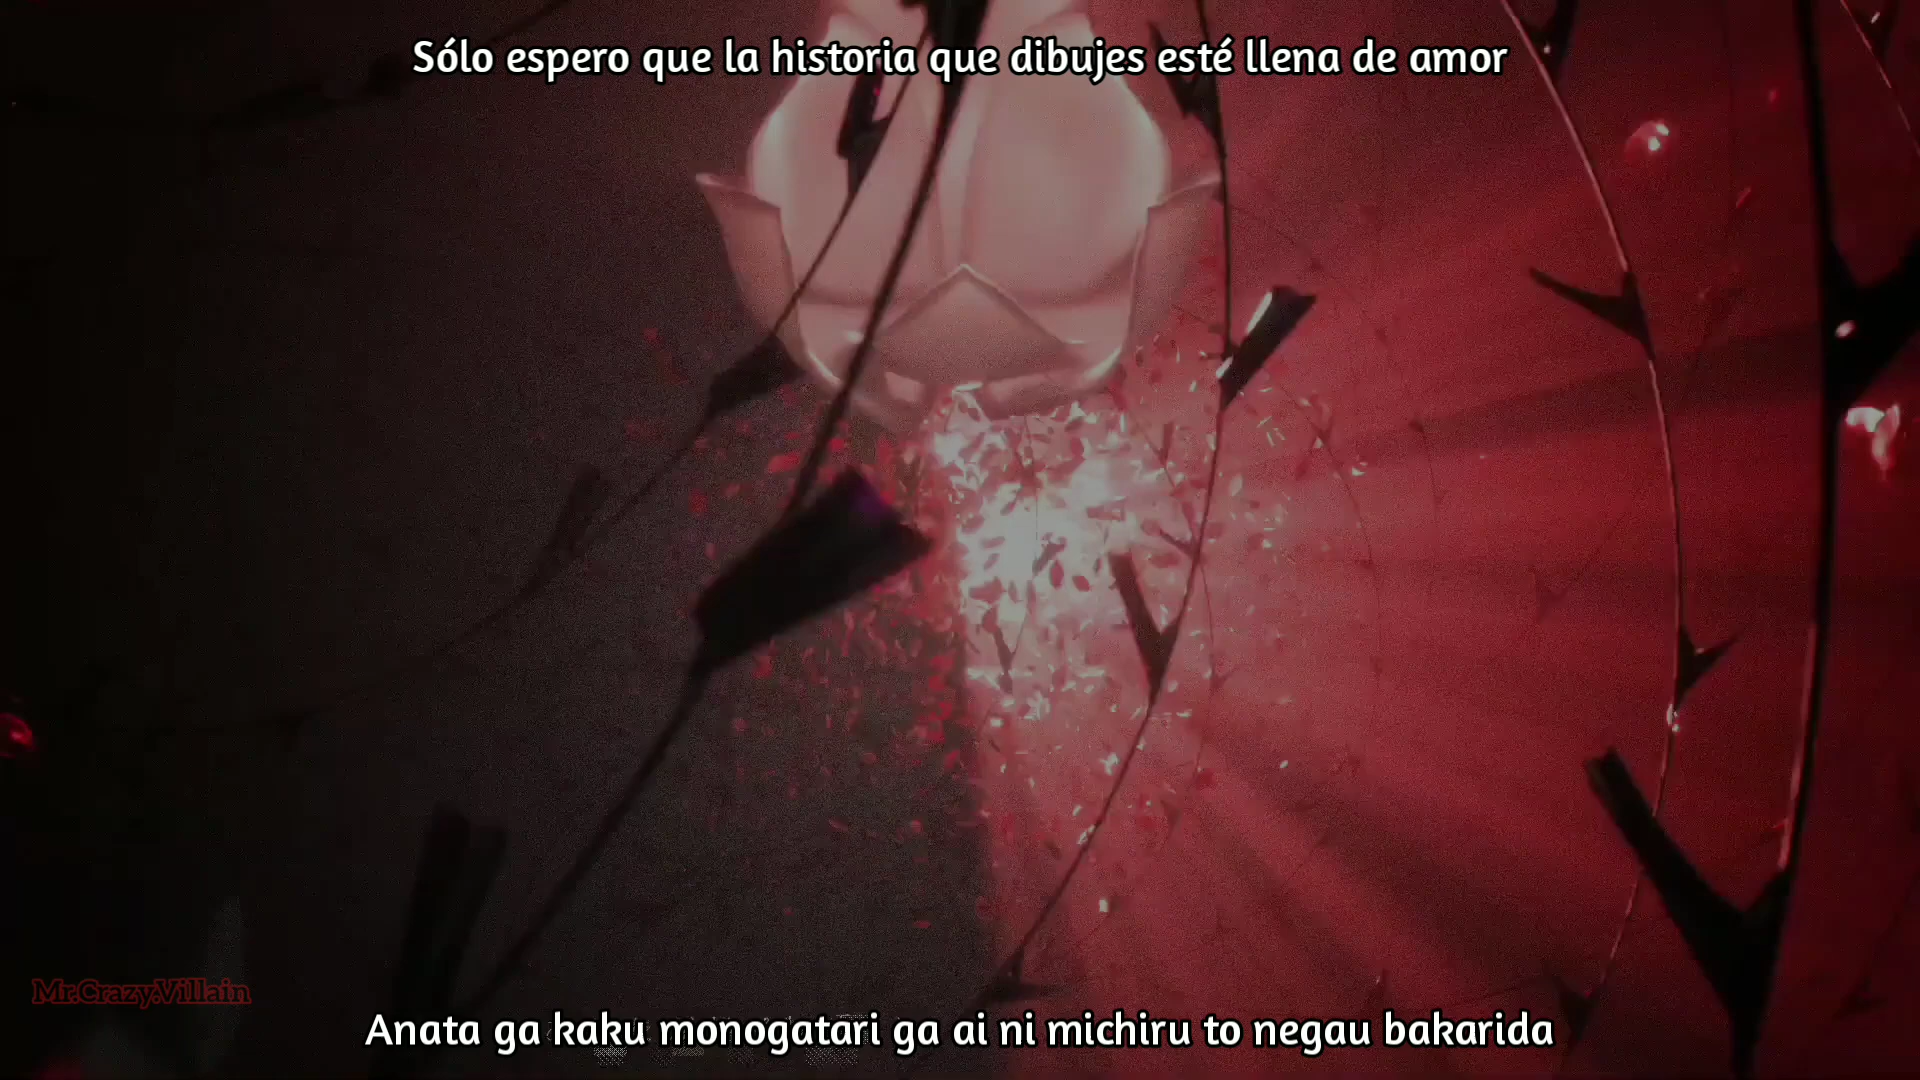 Sólo espero que la historia que dibujes esté llena de amor
Mr.Crazy.Villain
Anata ga kaku monogatari ga ai ni michiru to negau bakarida